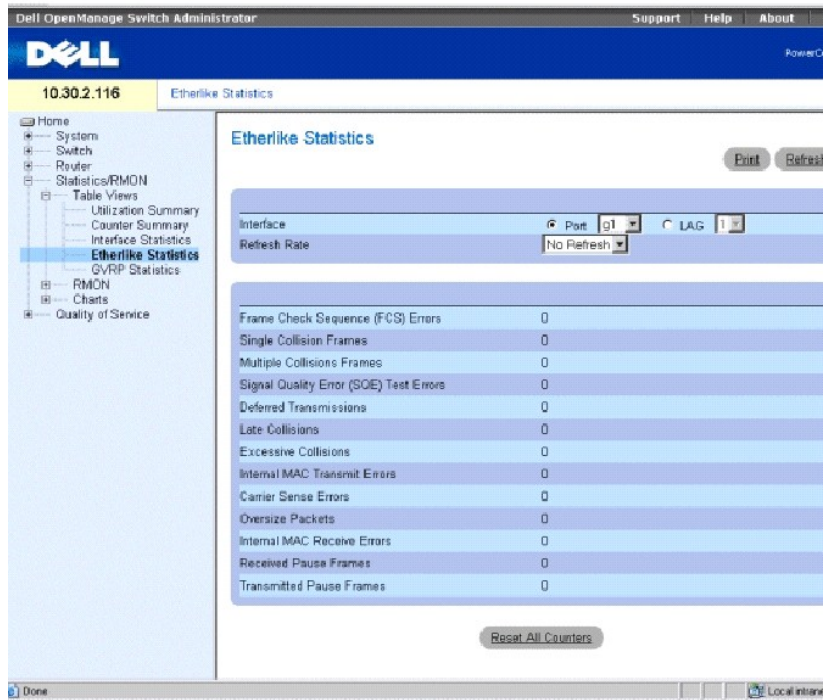 Dell OpenManage Switch Administrator
Support Help About
DELL
10.30.2.116
Etherlike Statistics
Home
System
Switch
Router
Statistics/RMON
Table Views
Utilization Summary
Counter Summary
Interface Statistics
Etherlike Statistics
GVRP Statistics
RMON
Charts
Quality of Service
Etherlike Statistics
Print Refresh
Interface Port g1 LAG 1
Refresh Rate No Refresh
Frame Check Sequence (FCS) Errors 0
Single Collision Frames 0
Multiple Collisions Frames 0
Signal Quality Error (SQE) Test Errors 0
Deferred Transmissions 0
Late Collisions 0
Excessive Collisions 0
Internal MAC Transmit Errors 0
Carrier Sense Errors 0
Oversize Packets 0
Internal MAC Receive Errors 0
Received Pause Frames 0
Transmitted Pause Frames 0
Reset All Counters
Done
Local intrane